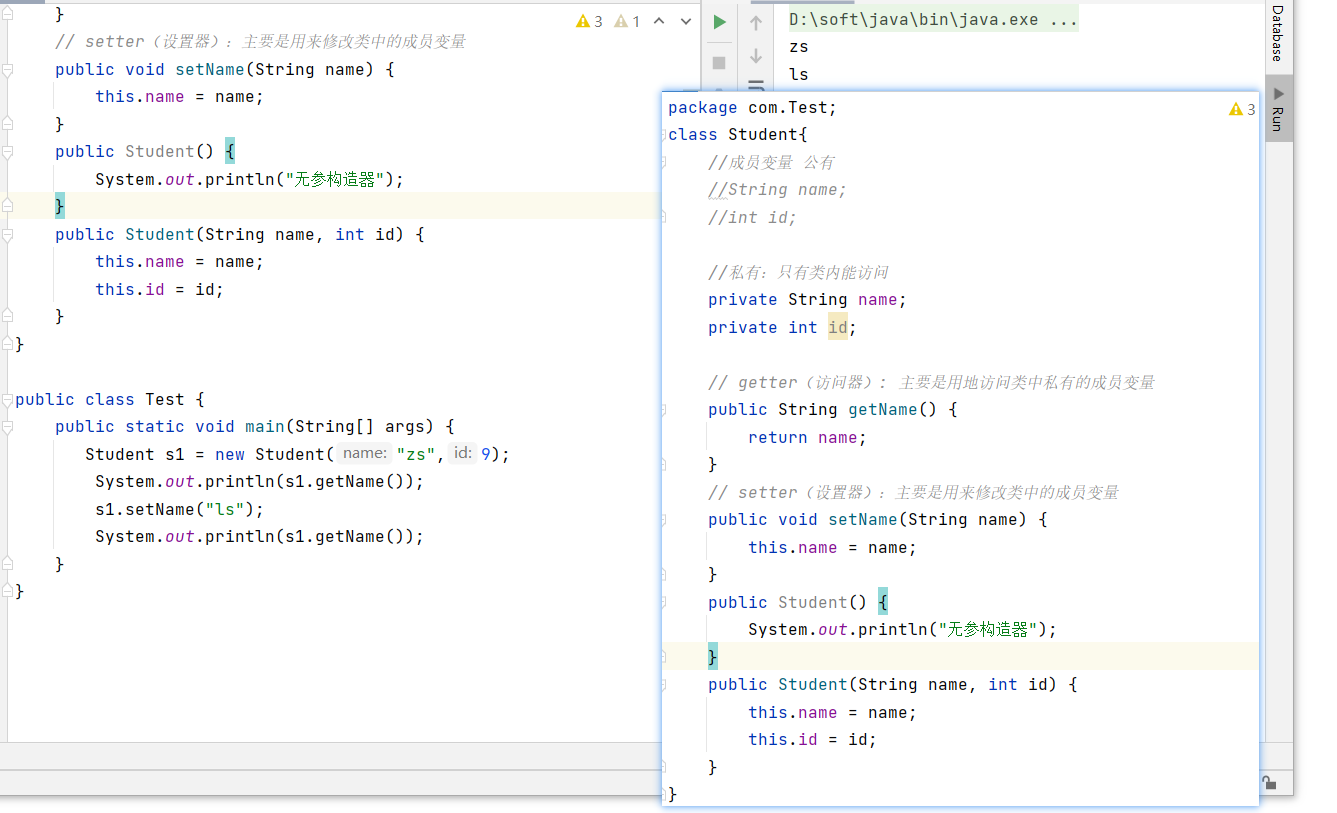 }
// setter（设置器）：主要是用来修改类中的成员变量
public void setName(String name) {
this.name = name;
}
public Student() {
System.out.println("无参构造器");
}
public Student(String name, int id) {
this.name = name;
this.id = id;
}
}
public class Test {
public static void main(String[] args) {
Student s1 = new Student( name: "zs", id: 9);
System.out.println(s1.getName());
s1.setName("ls");
System.out.println(s1.getName());
}
}
3 1
D:\soft\java\bin\java.exe ...
zs
ls
Database
Run
package com.Test;
3
class Student{
//成员变量 公有
//String name;
//int id;
//私有：只有类内能访问
private String name;
private int id;
// getter（访问器）：主要是用地访问类中私有的成员变量
public String getName() {
return name;
}
// setter（设置器）：主要是用来修改类中的成员变量
public void setName(String name) {
this.name = name;
}
public Student() {
System.out.println("无参构造器");
}
public Student(String name, int id) {
this.name = name;
this.id = id;
}
}